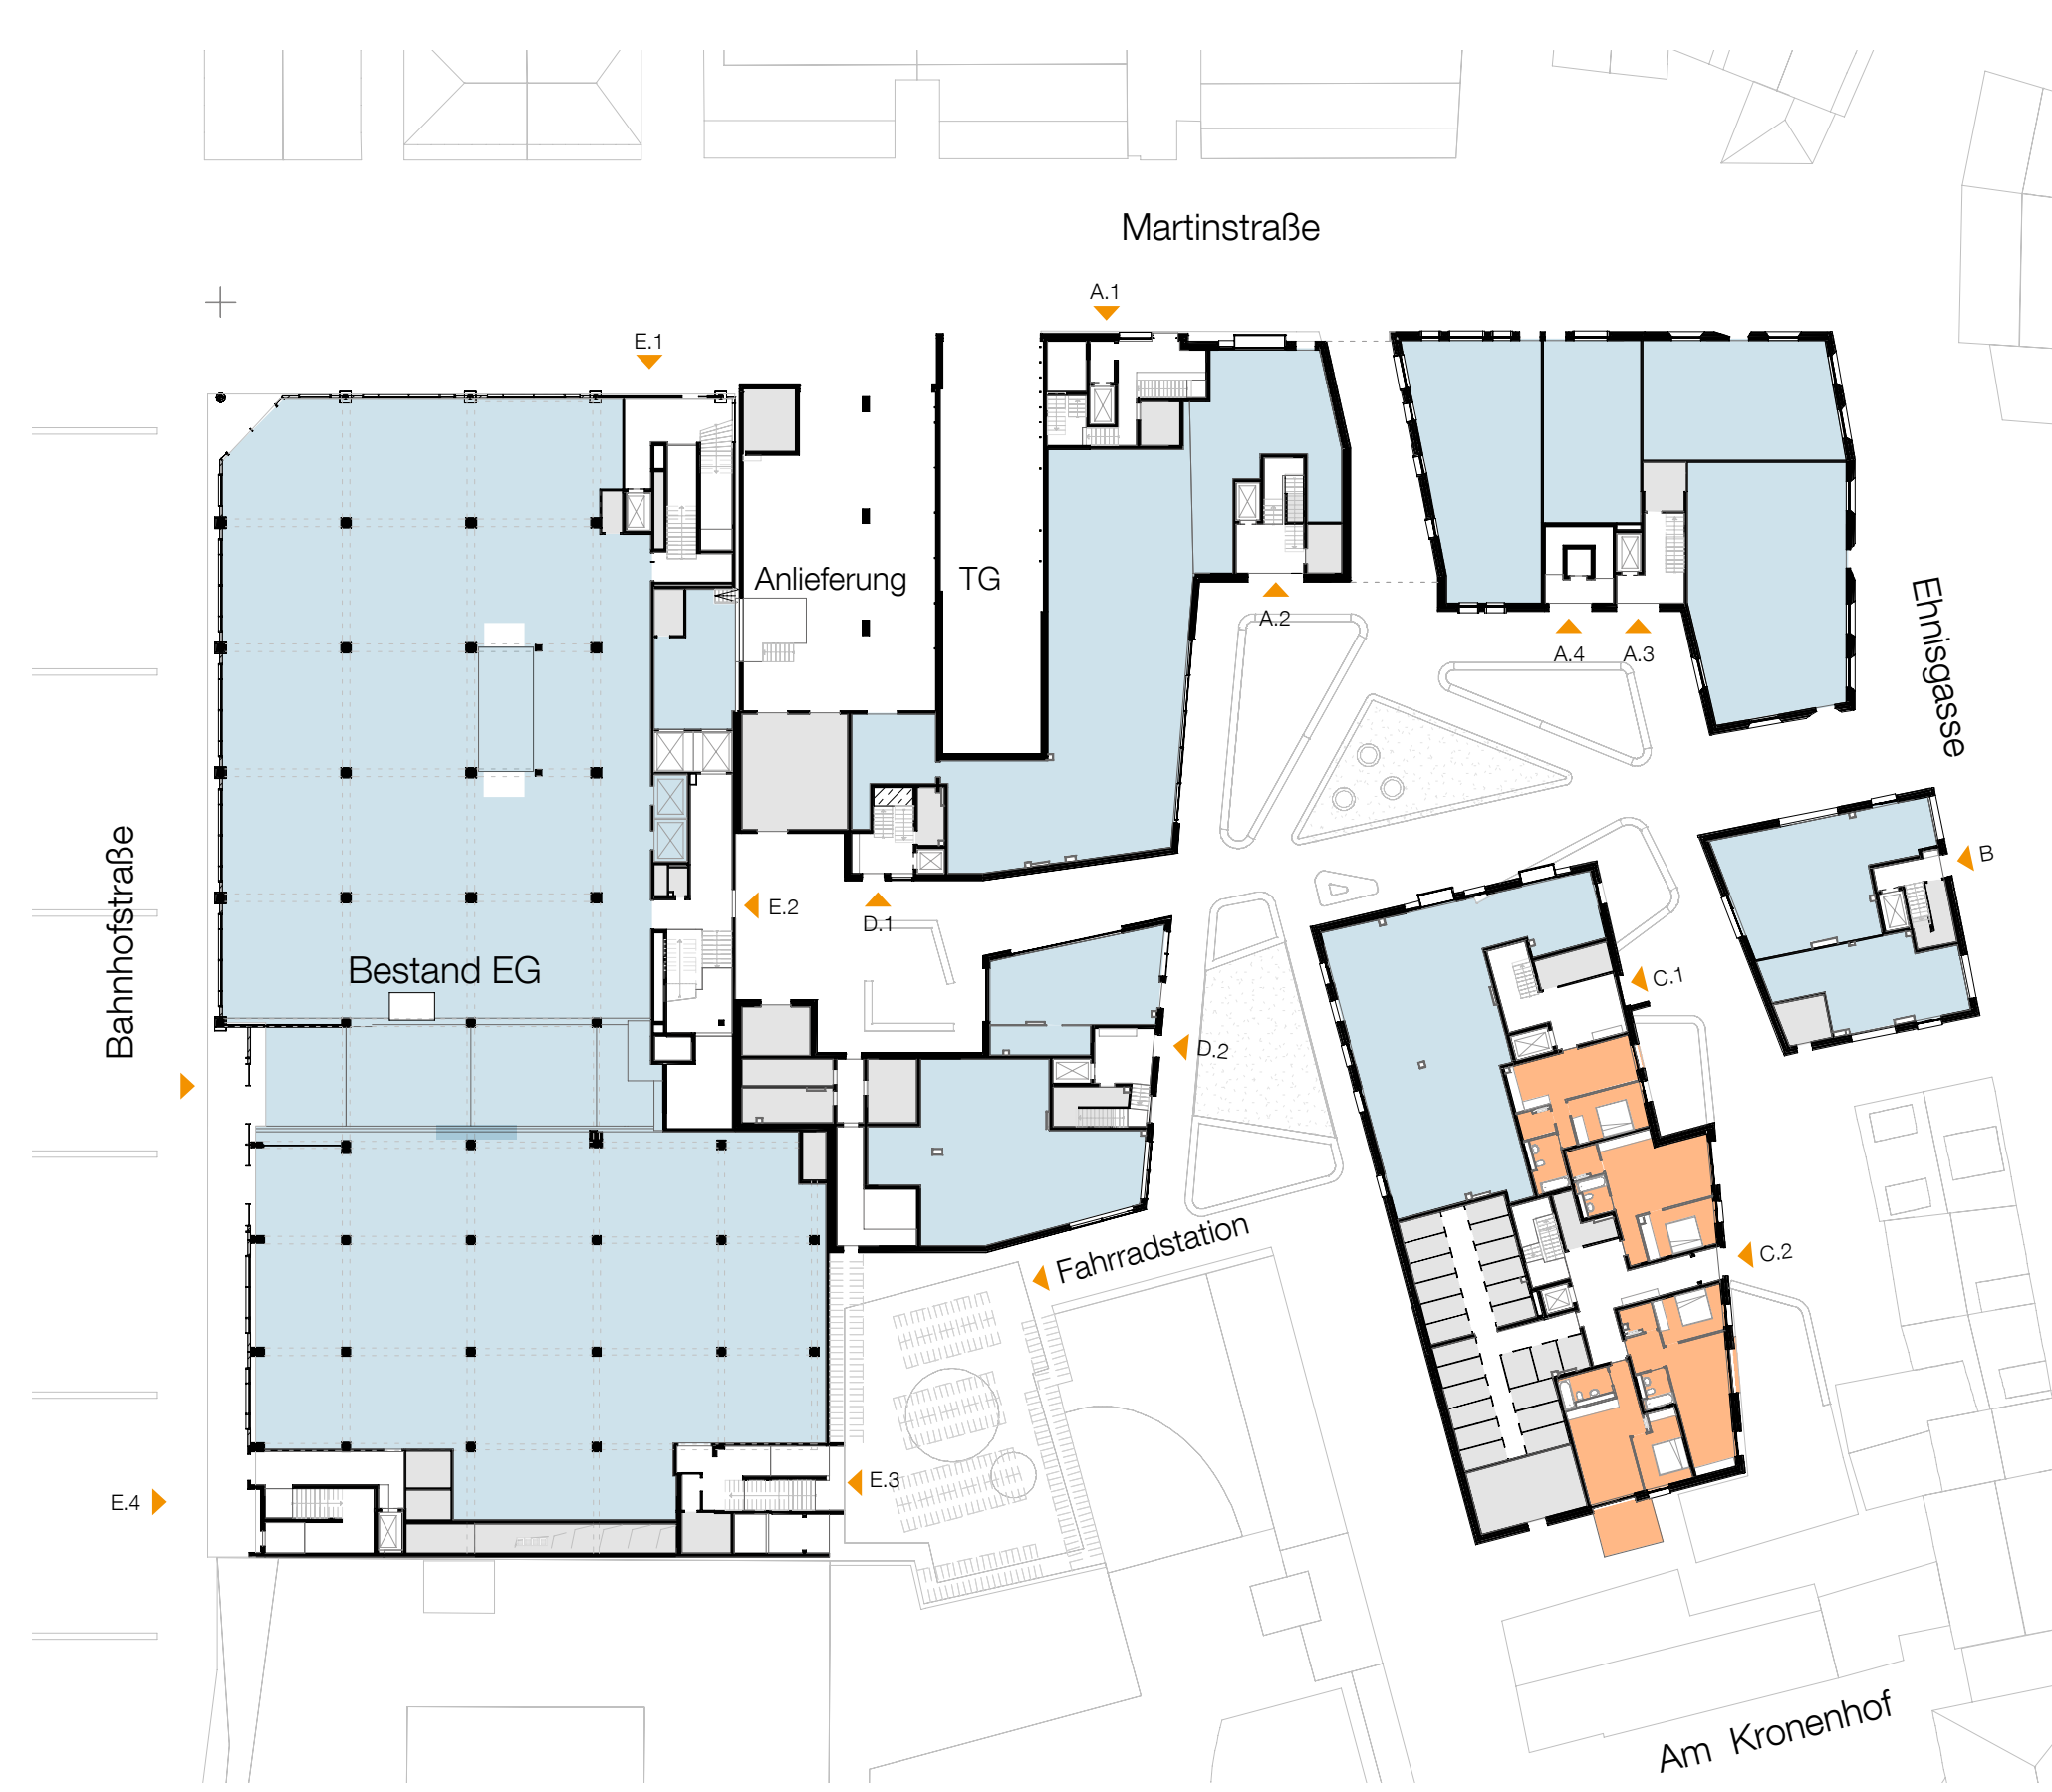 Martinstraße
A.1
E.1
Anlieferung
TG
A.2
A.4
A.3
Ehnisgasse
Bahnhofstraße
B
E.2
D.1
Bestand EG
C.1
D.2
Fahrradstation
C.2
E.3
E.4
Am Kronenhof